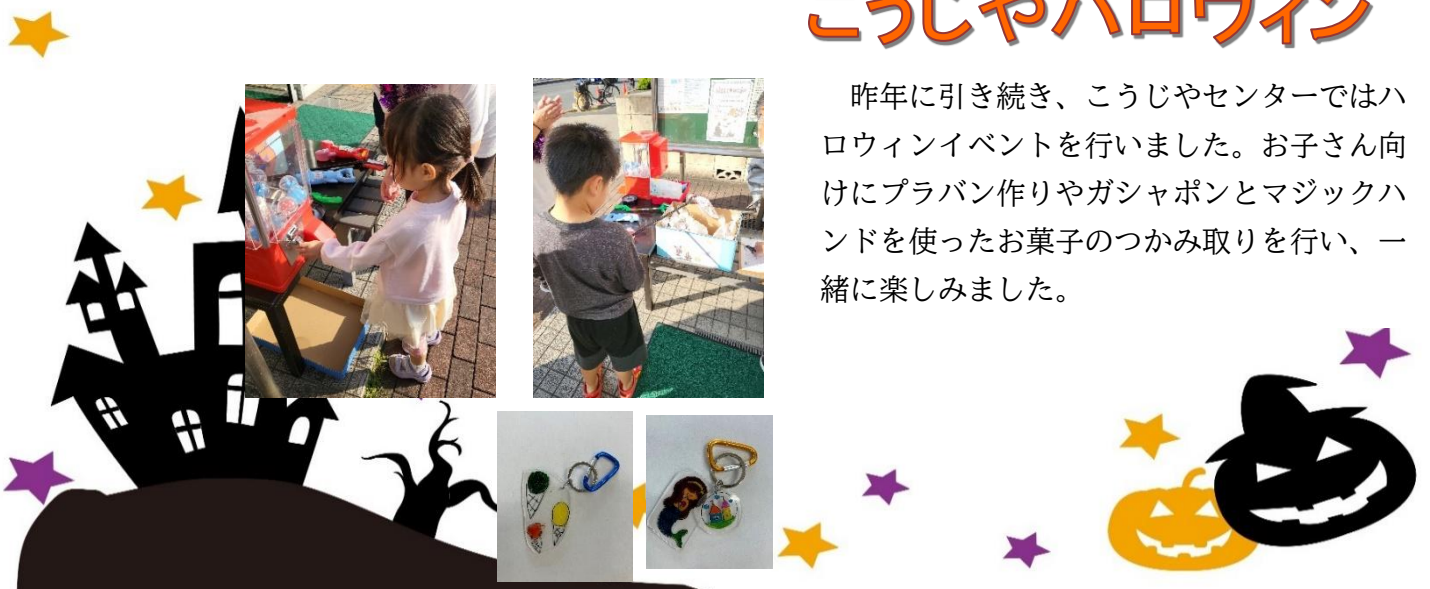 こうじやハロウィン
　昨年に引き続き、こうじやセンターではハ
ロウィンイベントを行いました。お子さん向
けにプラバン作りやガシャポンとマジックハ
ンドを使ったお菓子のつかみ取りを行い、一
緒に楽しみました。